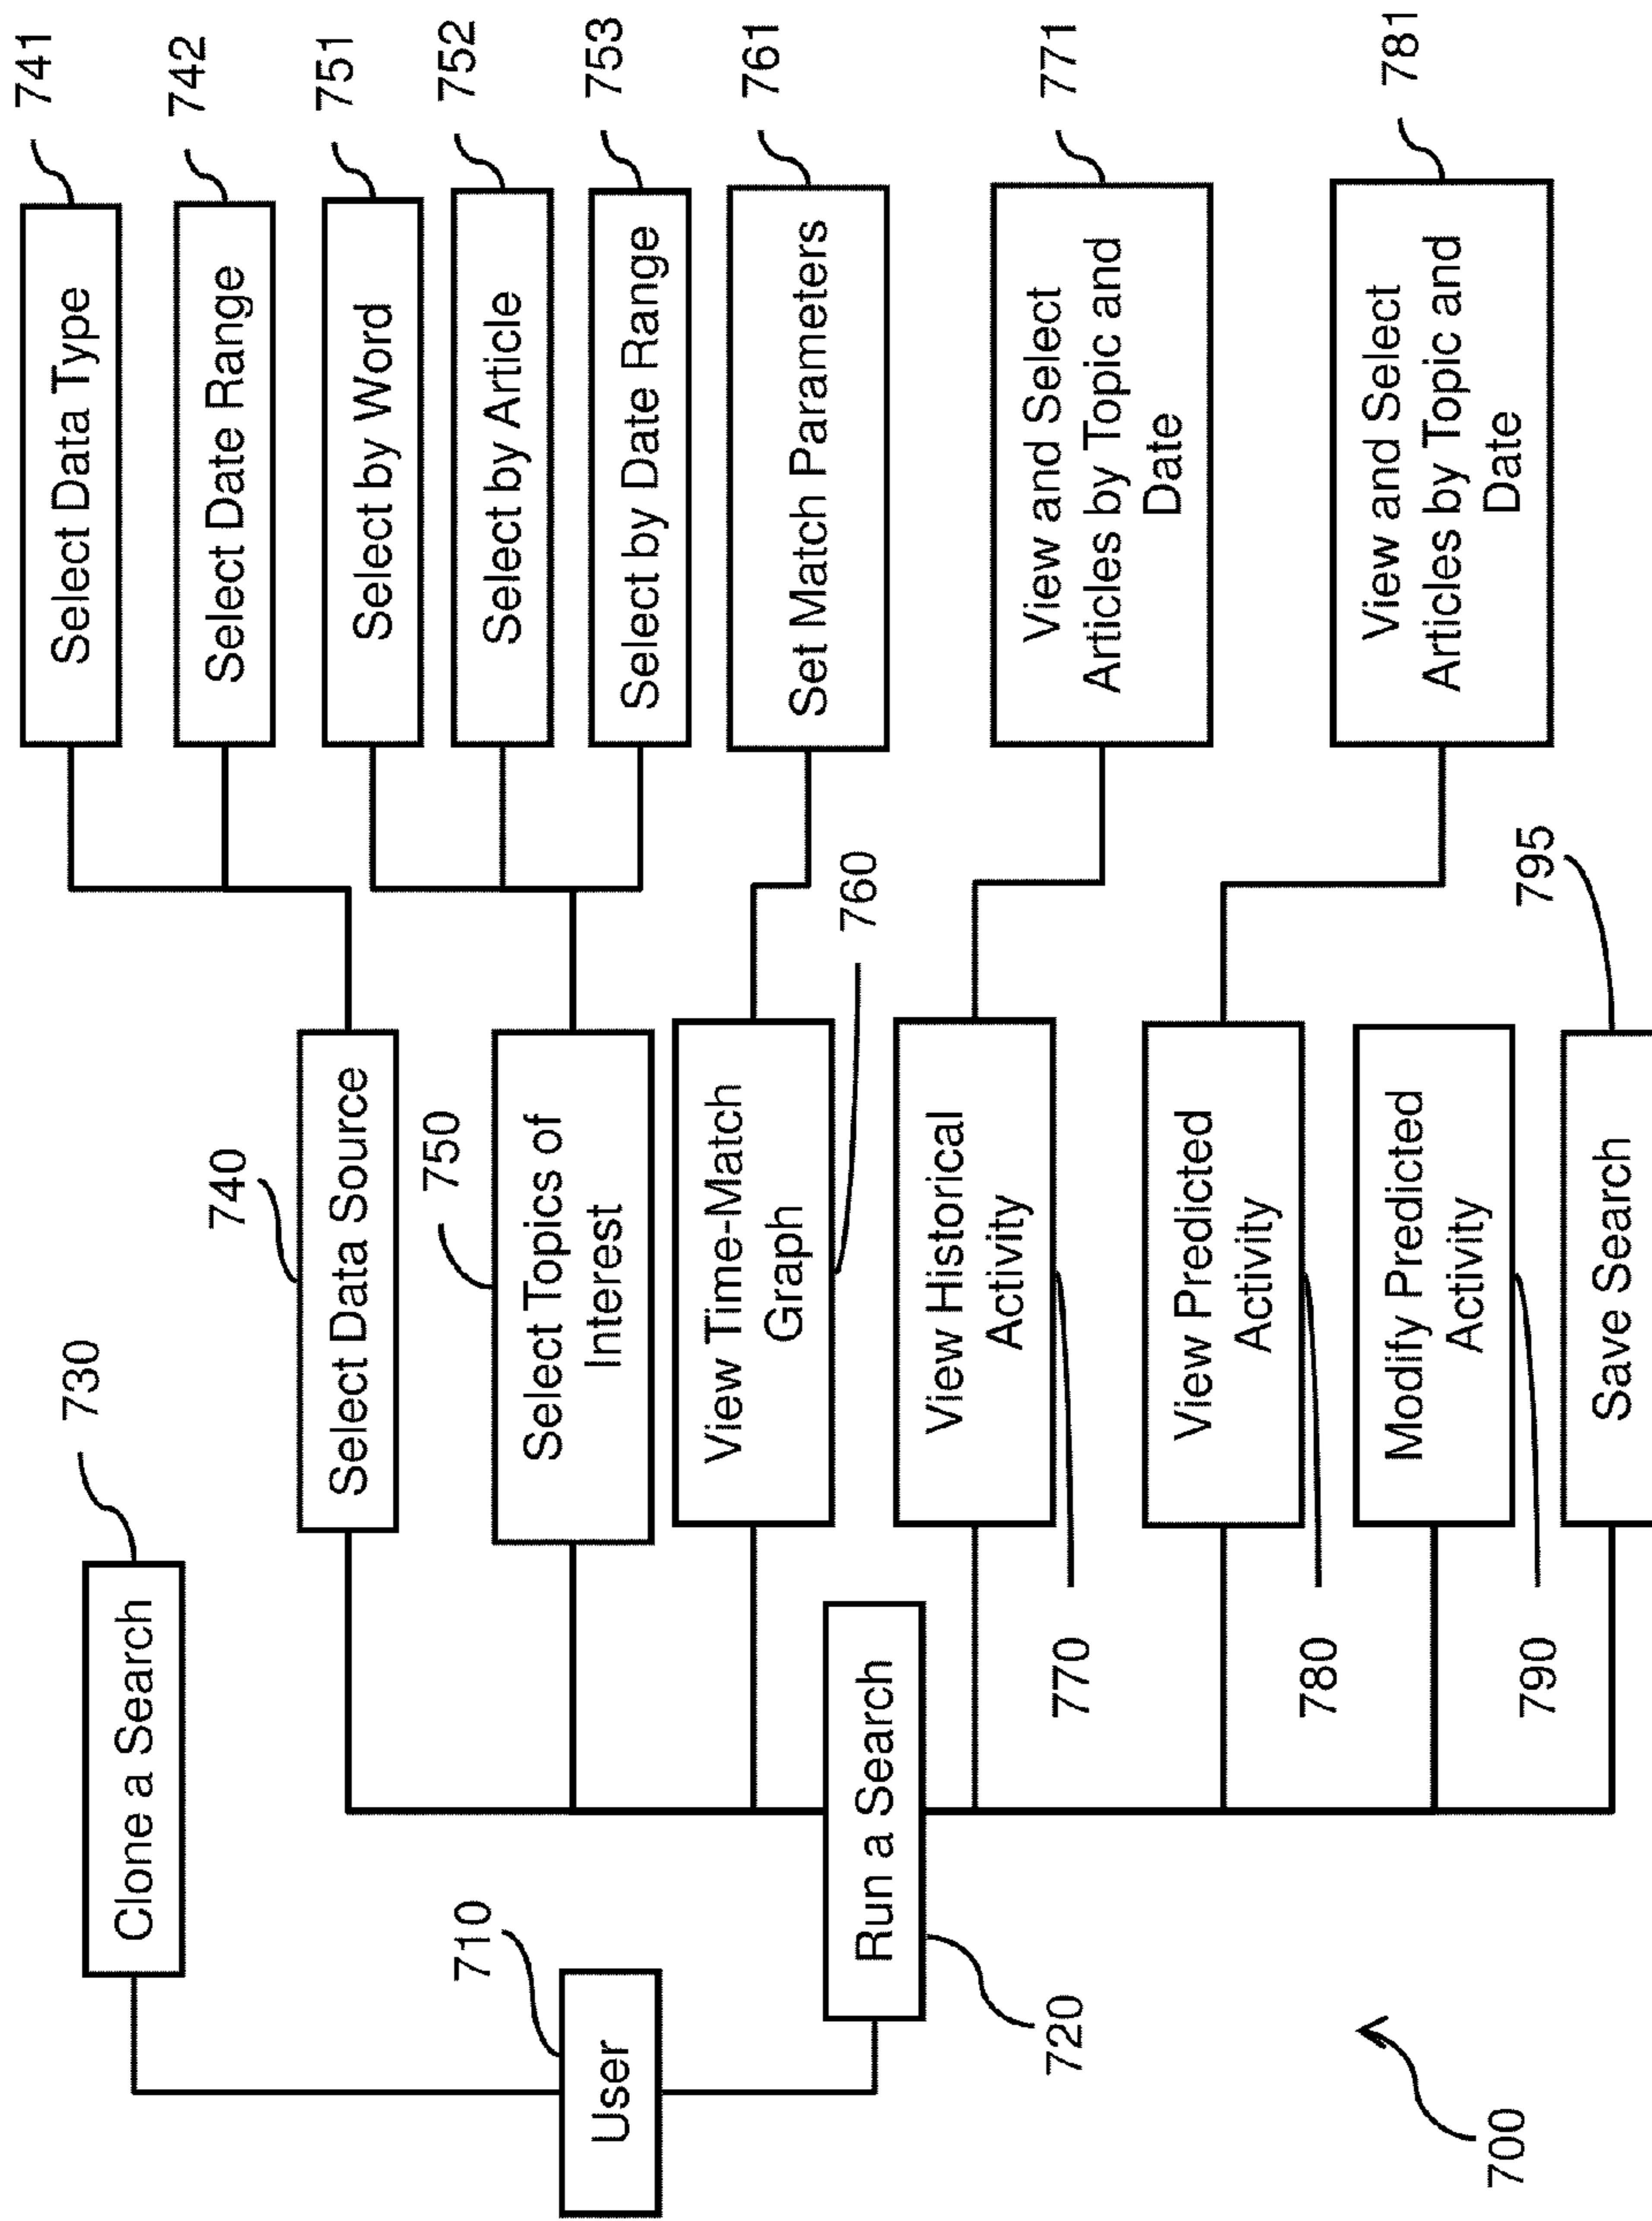 741
Select Data Type
742
Select Date Range
751
Select by Word
752
Select by Article
753
Select by Date Range
761
Set Match Parameters
771
View and Select
Articles by Topic and
Date
781
View and Select
Articles by Topic and
Date
730
Clone a Search
740
Select Data Source
750
Select Topics of
Interest
760
View Time-Match
Graph
View Historical
Activity
770
View Predicted
Activity
780
Modify Predicted
Activity
790
795
Save Search
710
User
Run a Search
720
700